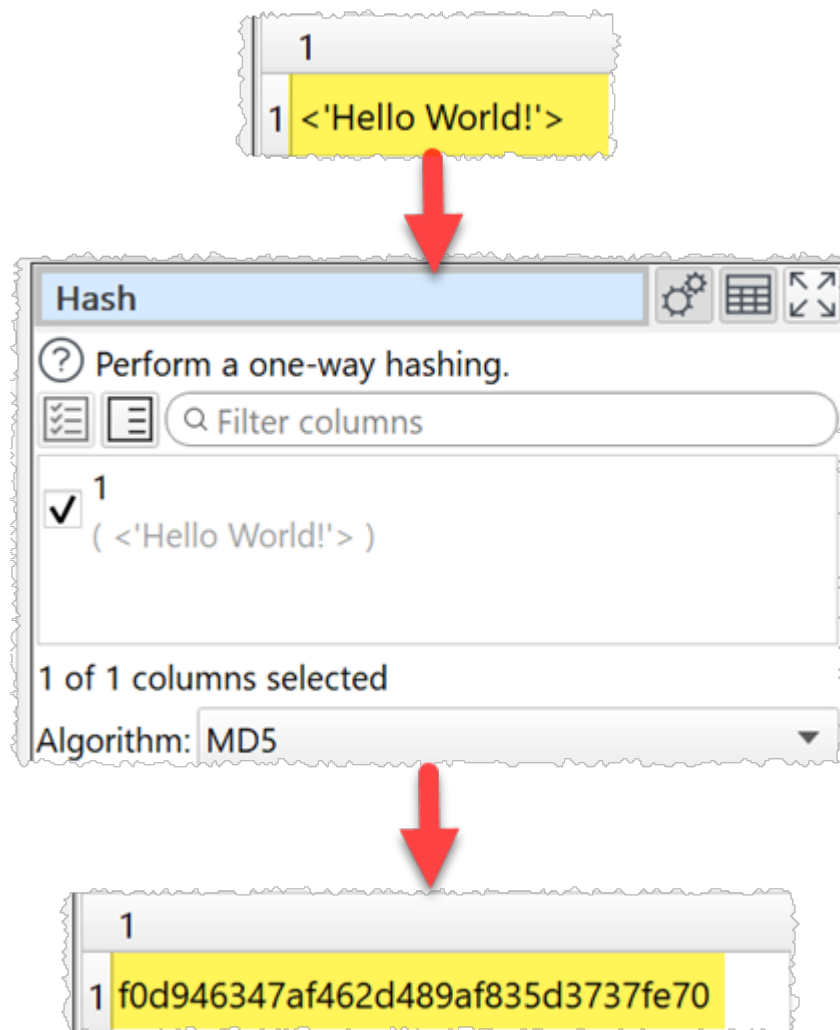 1
1 <'Hello World!'>
Hash
? Perform a one-way hashing.
Filter columns
1
( <'Hello World!'> )
1 of 1 columns selected
Algorithm: MD5
1
1 f0d946347af462d489af835d3737fe70